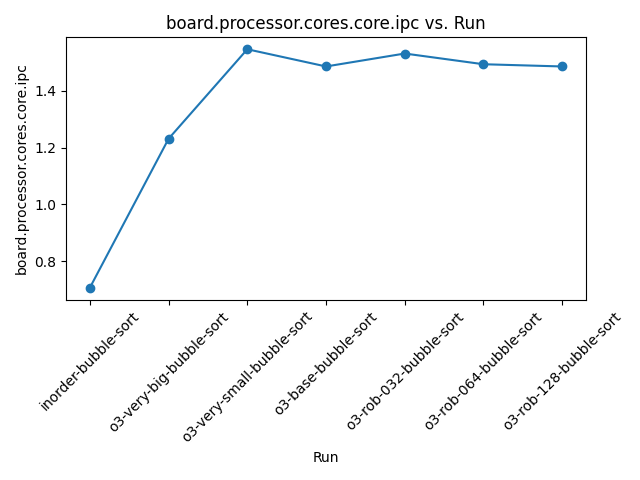 board.processor.cores.core.ipc vs. Run
board.processor.cores.core.ipc
1.4
1.2
1.0
0.8
inorder-bubble-sort
o3-very-big-bubble-sort
o3-very-small-bubble-sort
o3-base-bubble-sort
o3-rob-032-bubble-sort
o3-rob-064-bubble-sort
o3-rob-128-bubble-sort
Run